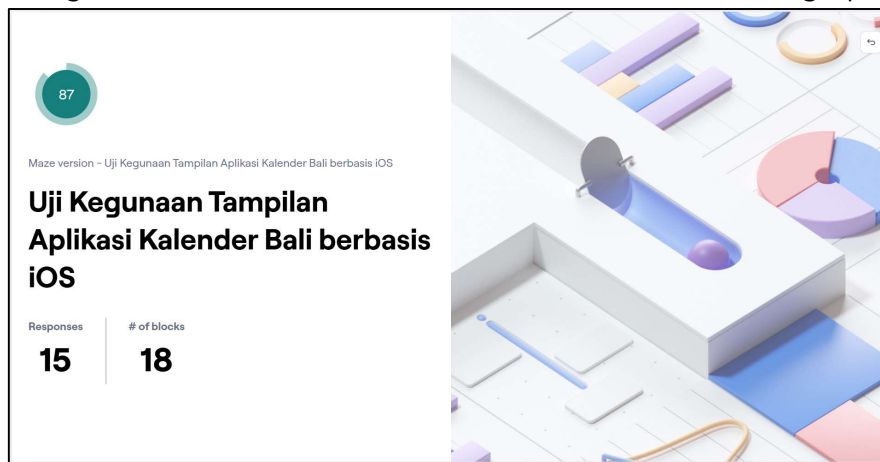 87
Maze version - Uji Kegunaan Tampilan Aplikasi Kalender Bali berbasis iOS
Uji Kegunaan Tampilan
Aplikasi Kalender Bali berbasis
iOS
Responses # of blocks
15 18